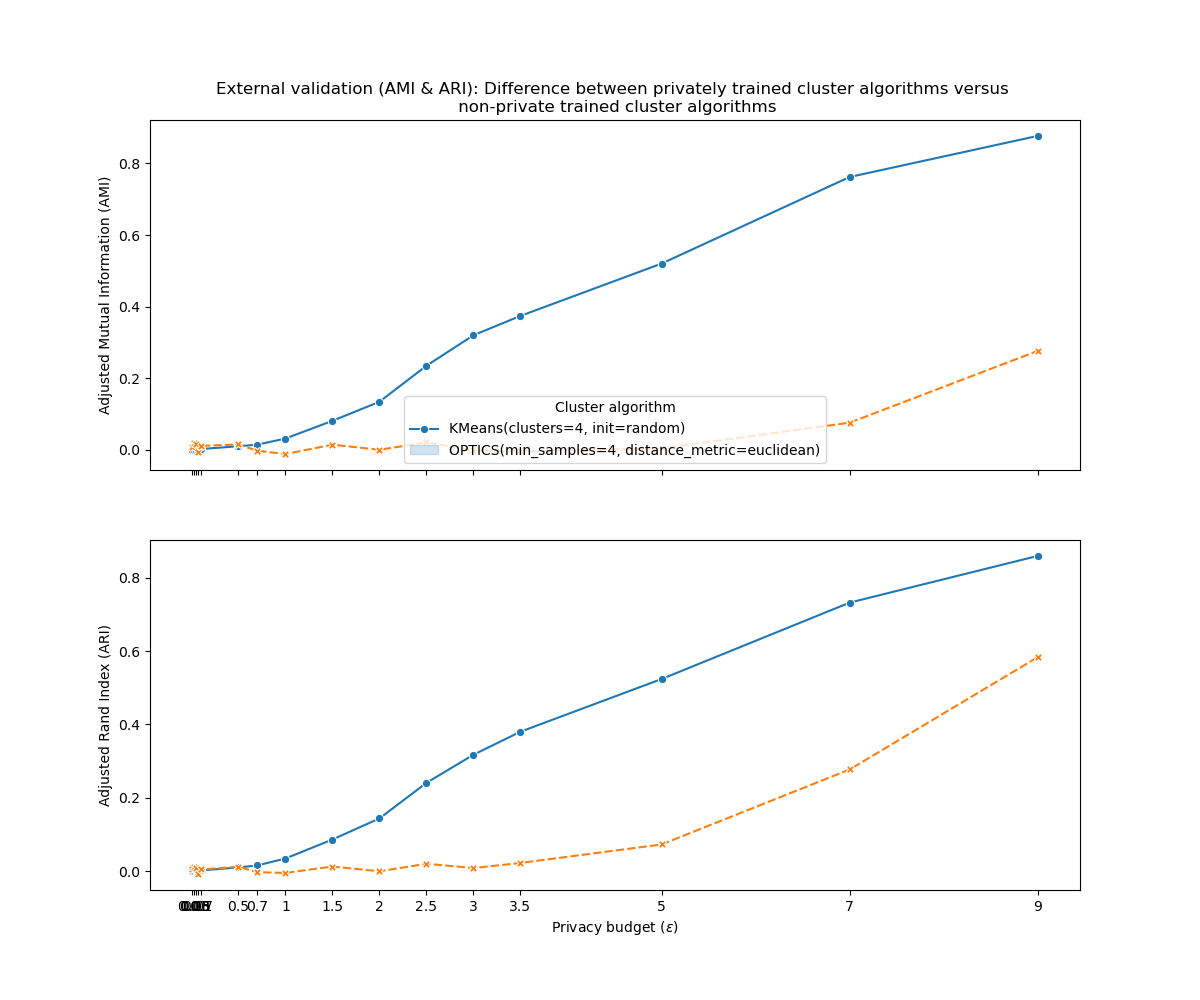 External validation (AMI & ARI): Difference between privately trained cluster algorithms versus
non-private trained cluster algorithms
Adjusted Mutual Information (AMI)
0.8
0.6
0.4
0.2
0.0
Cluster algorithm
KMeans(clusters=4, init=random)
OPTICS(min_samples=4, distance_metric=euclidean)
Adjusted Rand Index (ARI)
0.8
0.6
0.4
0.2
0.0
0.5 0.7 1 1.5 2 2.5 3 3.5 5 7 9
Privacy budget (ε)